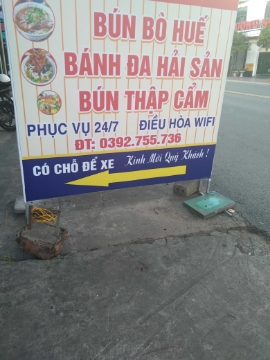 BÚN BÒ HUẾ
BÁNH ĐA HẢI SẢN
BÚN THẬP CẨM
PHỤC VỤ 24/7 ĐIỀU HÒA WIFI
ĐT: 0392.755.736
CÓ CHỖ ĐỂ XE Kính Mời Quý Khách !